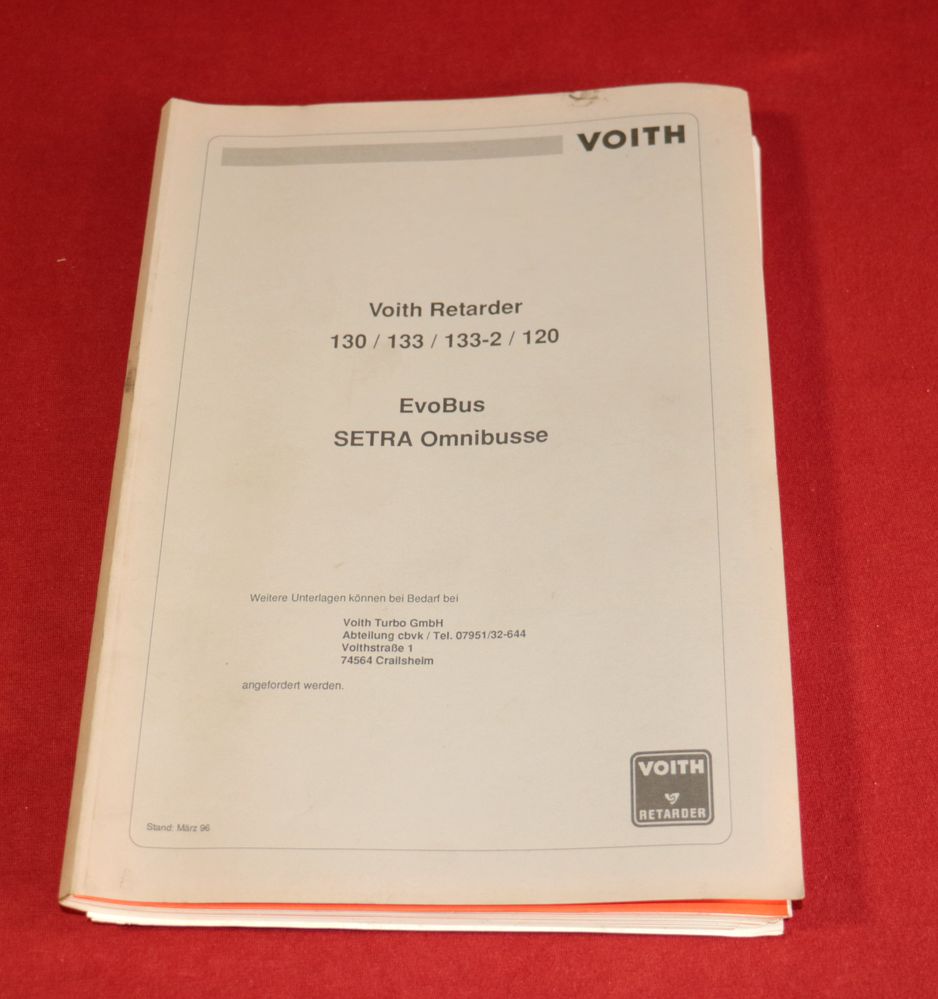 VOITH
Voith Retarder
130 / 133 / 133-2 / 120
EvoBus
SETRA Omnibusse
Weitere Unterlagen können bei Bedarf bei
Voith Turbo GmbH
Abteilung cbvk / Tel. 07951/32-644
Voithstraße 1
74564 Crailsheim
angefordert werden.
VOITH
RETARDER
Stand: März 96